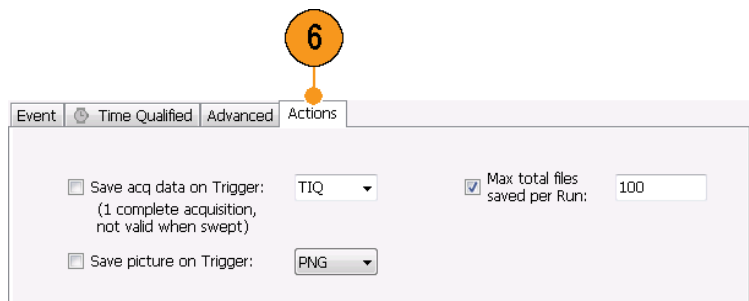 6
Event Time Qualified Advanced Actions
Save acq data on Trigger: TIQ Max total files saved per Run: 100
(1 complete acquisition,
not valid when swept)
Save picture on Trigger: PNG